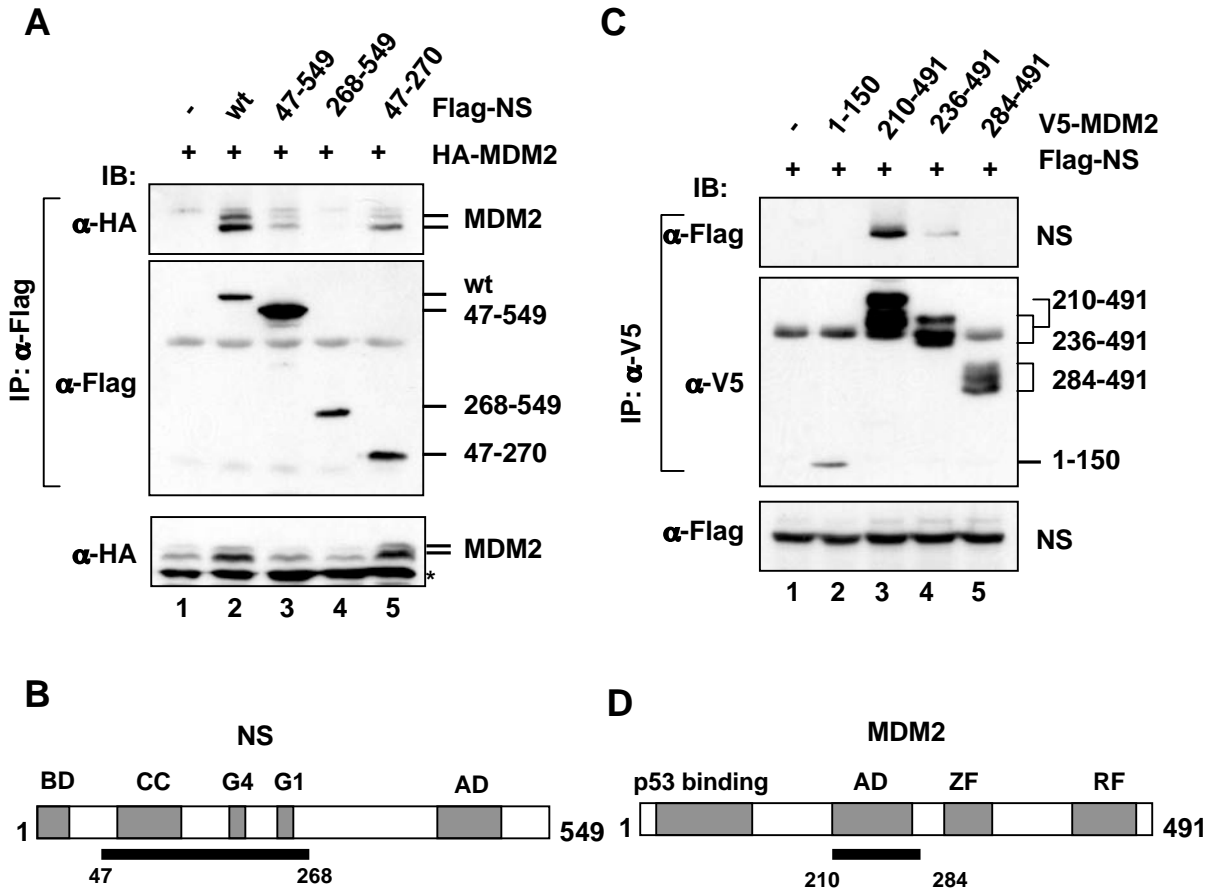 A
- wt 47-549 268-549 47-270 Flag-NS
+ + + + + HA-MDM2
IB:
IP: α-Flag
α-HA MDM2
α-Flag
wt
47-549
268-549
47-270
α-HA MDM2
*
1 2 3 4 5
C
- 1-150 210-491 236-491 284-491 V5-MDM2
+ + + + + Flag-NS
IB:
IP: α-V5
α-Flag NS
α-V5
210-491
236-491
284-491
1-150
α-Flag NS
1 2 3 4 5
B
NS
BD CC G4 G1 AD
1 549
47 268
D
MDM2
p53 binding AD ZF RF
1 491
210 284